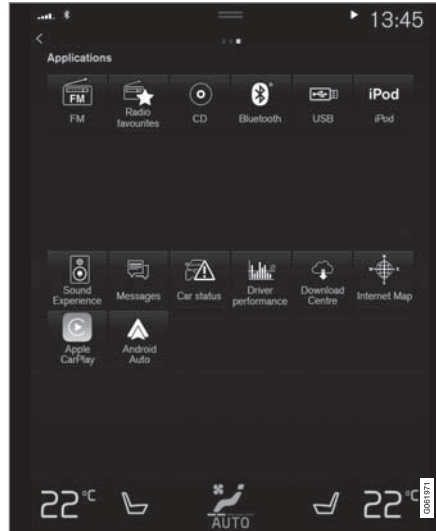 13:45
Applications
FM
FM
Radio
favourites
CD
Bluetooth
USB
iPod
iPod
Sound
Experience
Messages
Car status
Driver
performance
Download
Centre
Internet Map
Apple
CarPlay
Android
Auto
22°C
AUTO
22°C
G061971